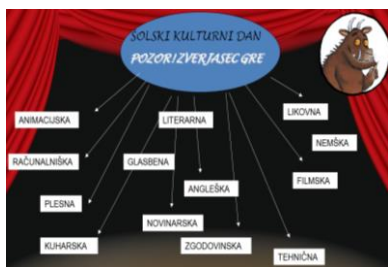 ŠOLSKI KULTURNI DAN
POZOR! ZVERJASEC GRE
ANIMACIJSKA
LITERARNA
LIKOVNA
NEMŠKA
RAČUNALNIŠKA
GLASBENA
FILMSKA
ANGLEŠKA
PLESNA
NOVINARSKA
KUHARSKA
ZGODOVINSKA
TEHNIČNA